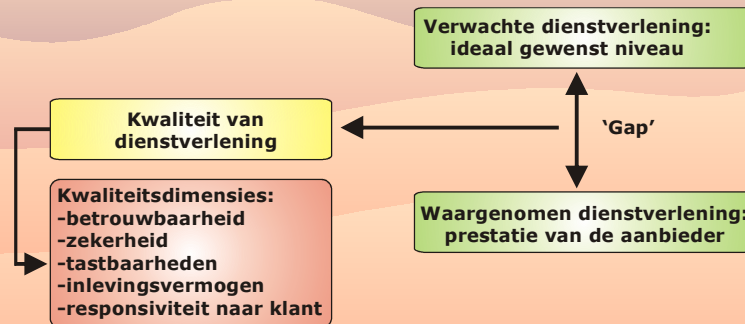 Verwachte dienstverlening:
ideaal gewenst niveau
Kwaliteit van
dienstverlening
‘Gap’
Kwaliteitsdimensies:
-betrouwbaarheid
-zekerheid
-tastbaarheden
-inlevingsvermogen
-responsiviteit naar klant
Waargenomen dienstverlening:
prestatie van de aanbieder